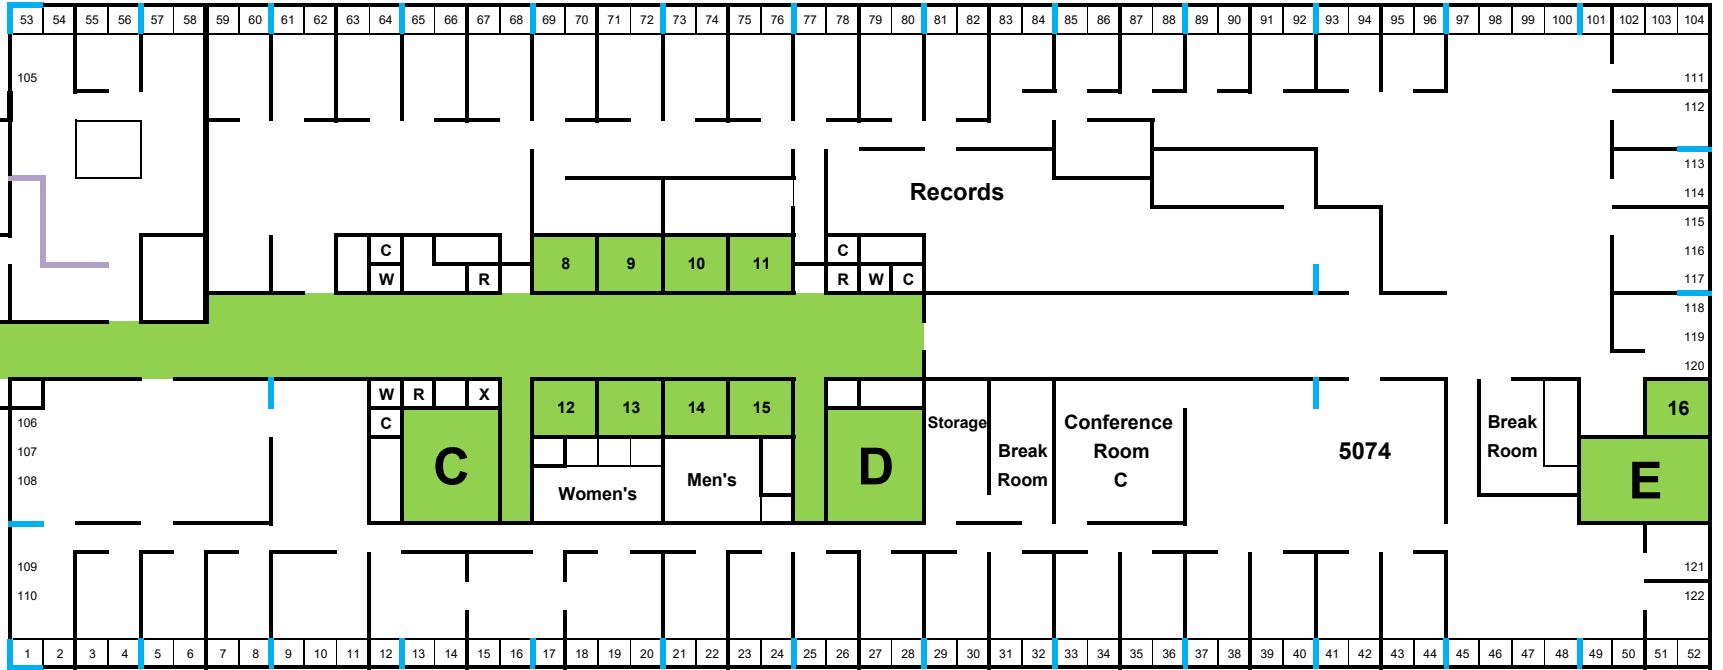 53 54 55 56 57 58 59 60 61 62 63 64 65 66 67 68 69 70 71 72 73 74 75 76 77 78 79 80 81 82 83 84 85 86 87 88 89 90 91 92 93 94 95 96 97 98 99 100 101 102 103 104
105 111
112
113
Records 114
115
C C 116
8 9 10 11
W R R W C 117
118
119
120
W R X
12 13 14 15 16
106 C Storage Conference Break
107 Break Room 5074 Room
C D E
108 Men's Room C
Women's
109 121
110 122
1 2 3 4 5 6 7 8 9 10 11 12 13 14 15 16 17 18 19 20 21 22 23 24 25 26 27 28 29 30 31 32 33 34 35 36 37 38 39 40 41 42 43 44 45 46 47 48 49 50 51 52